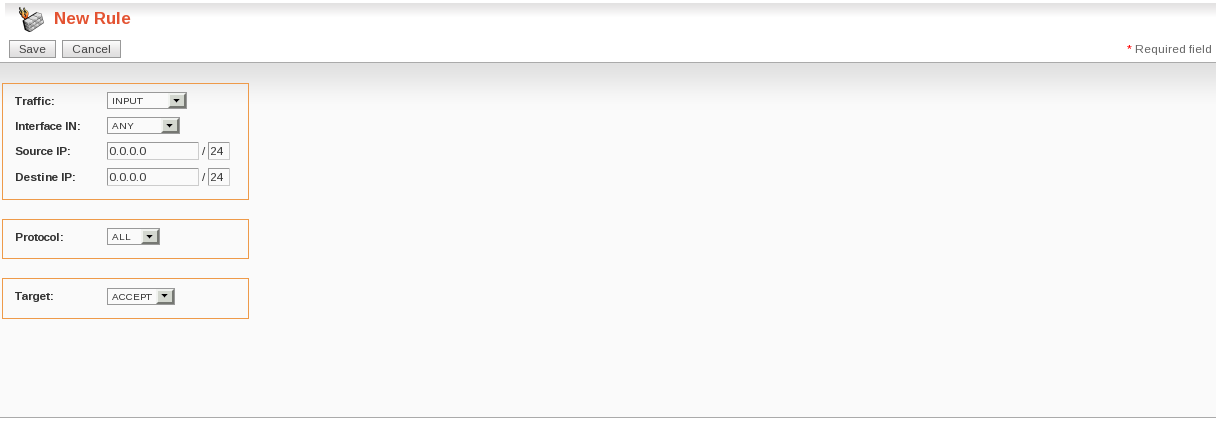 New Rule
Save Cancel * Required field
Traffic: INPUT
Interface IN: ANY
Source IP: 0.0.0.0 / 24
Destine IP: 0.0.0.0 / 24
Protocol: ALL
Target: ACCEPT